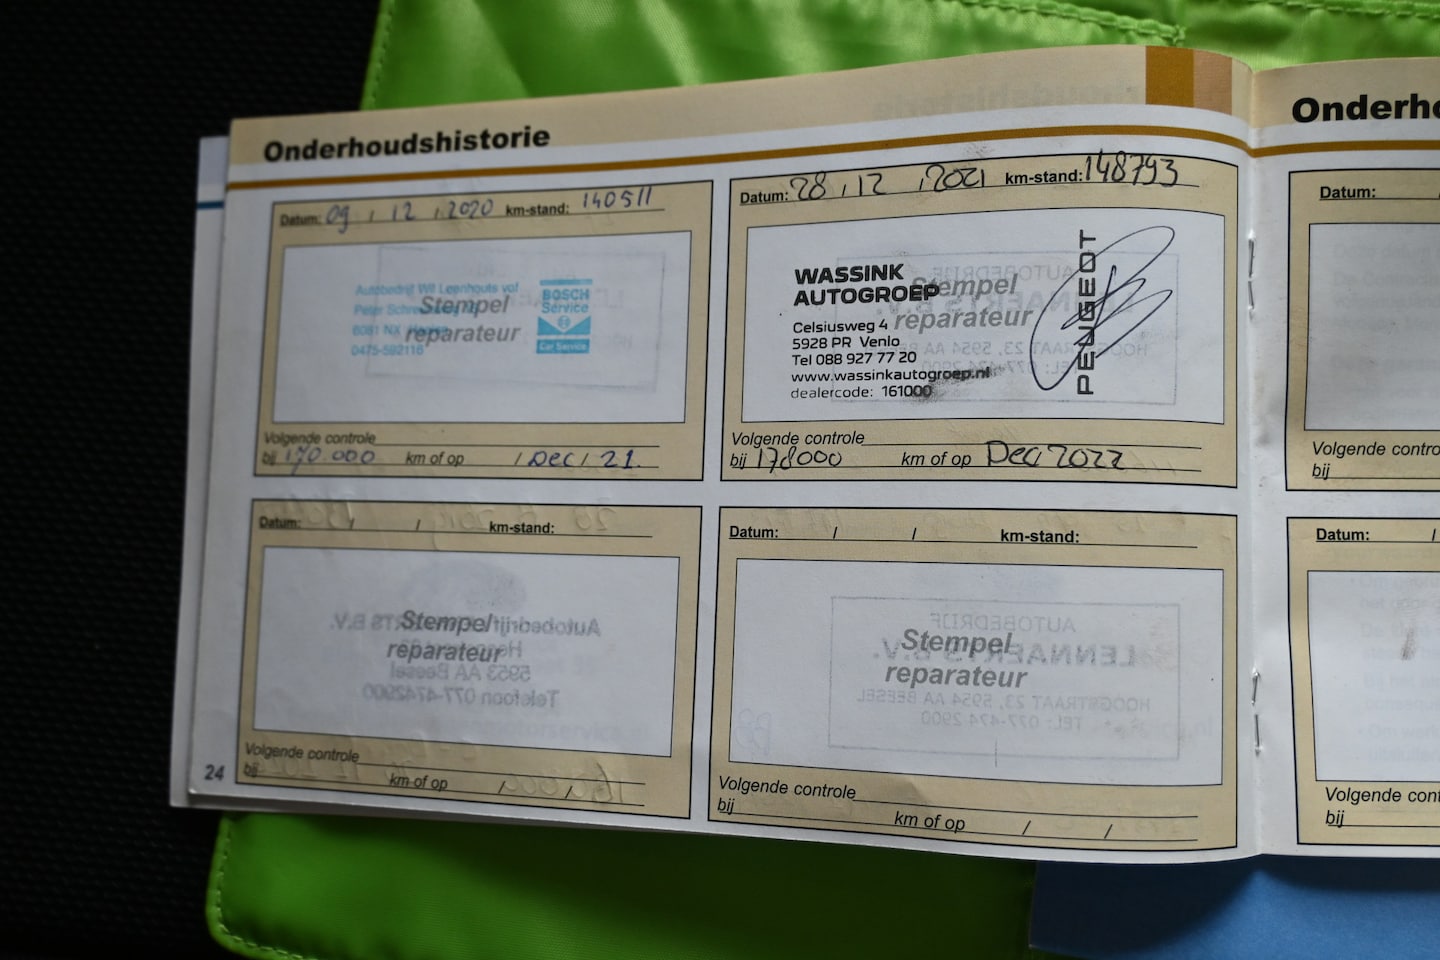 Onderhoudshistorie
Datum: 09 / 12 / 2020 km-stand: 140511
Autobedrijf Wil Leenhouts vof
Peter
6081 NX
0475-592116
BOSCH
Service
Car Service
Stempel
reparateur
Volgende controle
bij 170.000 km of op / Dec / 21.
Datum: 28 / 12 / 2021 km-stand: 148793
WASSINK
AUTOGROEP
Celsiusweg 4
5928 PR Venlo
Tel 088 927 77 20
www.wassinkautogroep.nl
dealercode: 161000
PEUGEOT
Stempel
reparateur
Volgende controle
bij 178000 km of op Dec 2022
Datum: / / km-stand:
Stempel
reparateur
Volgende controle
bij km of op / /
Datum: / / km-stand:
Stempel
reparateur
Volgende controle
bij km of op / /
24
Onderho
Datum: /
Volgende contro
bij
Datum: /
Volgende cont
bij